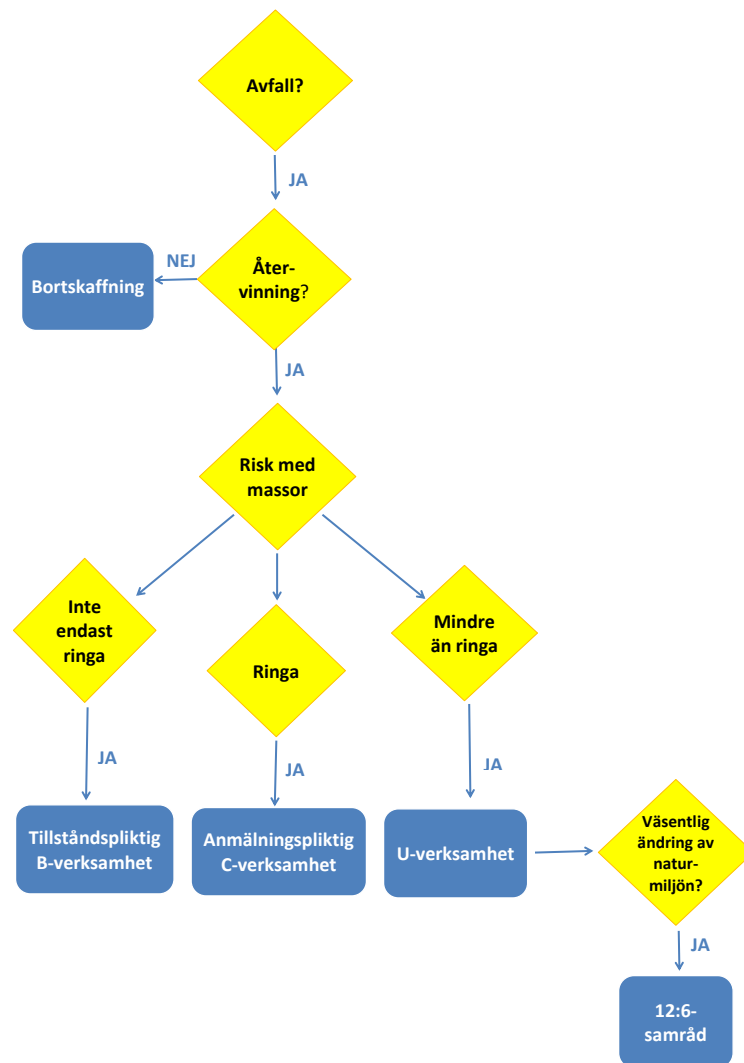 Avfall?
JA
NEJ
Bortskaffning
Åter-
vinning?
JA
Risk med
massor
Inte
endast
ringa
Ringa
Mindre
än ringa
JA
JA
JA
Tillståndspliktig
B-verksamhet
Anmälningspliktig
C-verksamhet
U-verksamhet
Väsentlig
ändring av
natur-
miljön?
JA
12:6-
samråd